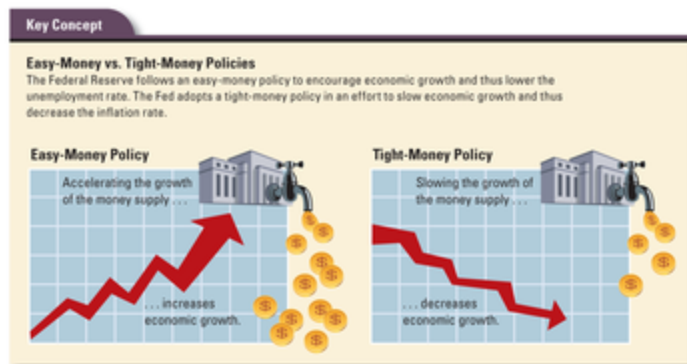 Key Concept
Easy-Money vs. Tight-Money Policies
The Federal Reserve follows an easy-money policy to encourage economic growth and thus lower the
unemployment rate. The Fed adopts a tight-money policy in an effort to slow economic growth and thus
decrease the inflation rate.
Easy-Money Policy
Accelerating the growth
of the money supply . . .
. . . increases
economic growth.
Tight-Money Policy
Slowing the growth of
the money supply . . .
. . . decreases
economic growth.